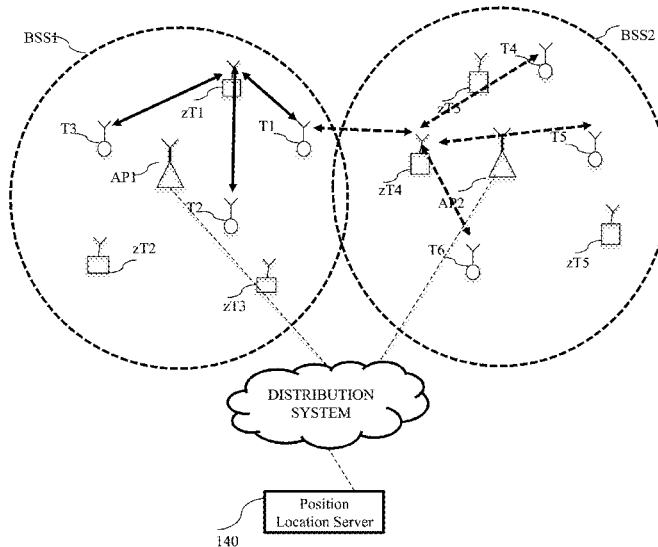 BSS1
BSS2
T4
zT1
zT5
T3
T1
T5
AP1
zT4
AP2
T2
zT2
T6
zT5
zT3
DISTRIBUTION
SYSTEM
Position
Location Server
140